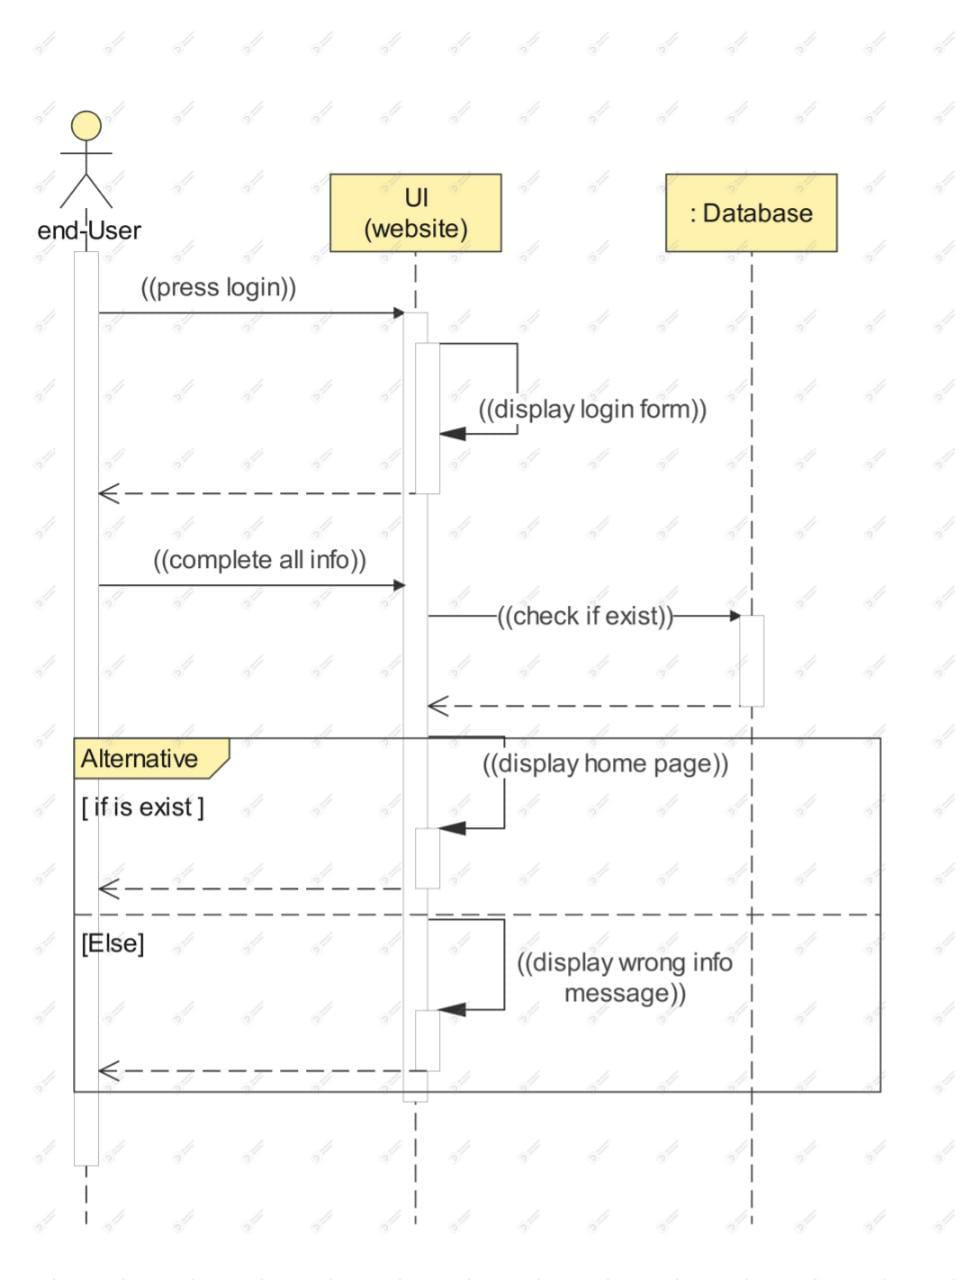 end-User
UI
(website)
: Database
((press login))
((display login form))
((complete all info))
((check if exist))
Alternative
((display home page))
[ if is exist ]
[Else]
((display wrong info
message))